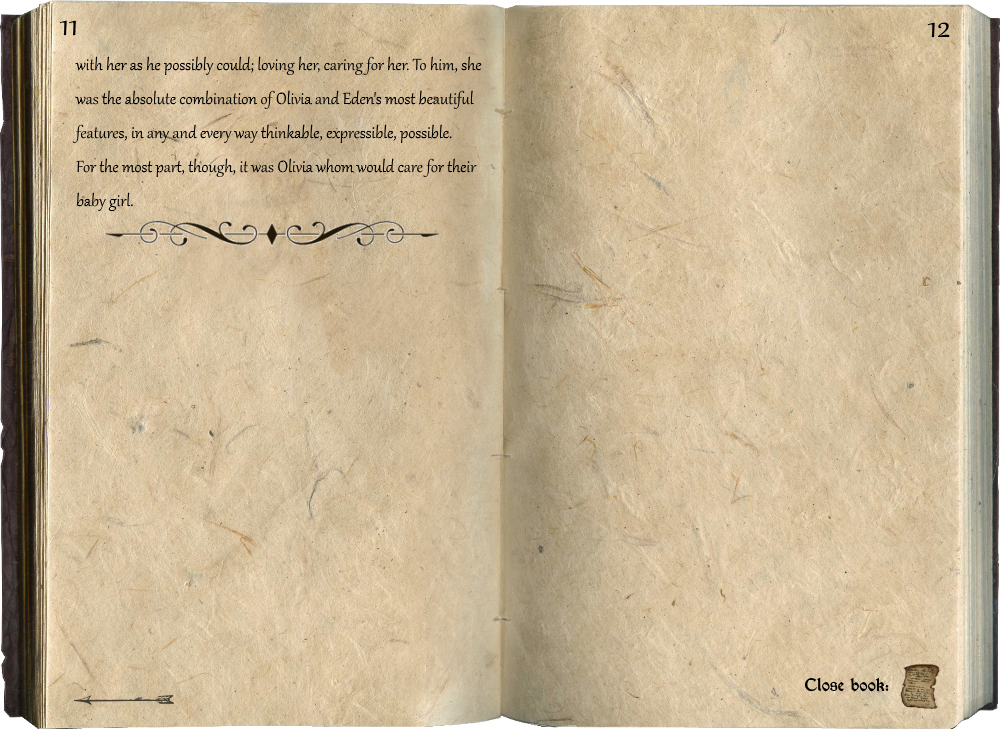 11
with her as he possibly could; loving her, caring for her. To him, she
was the absolute combination of Olivia and Eden's most beautiful
features, in any and every way thinkable, expressible, possible.
For the most part, though, it was Olivia whom would care for their
baby girl.
12
Close book: